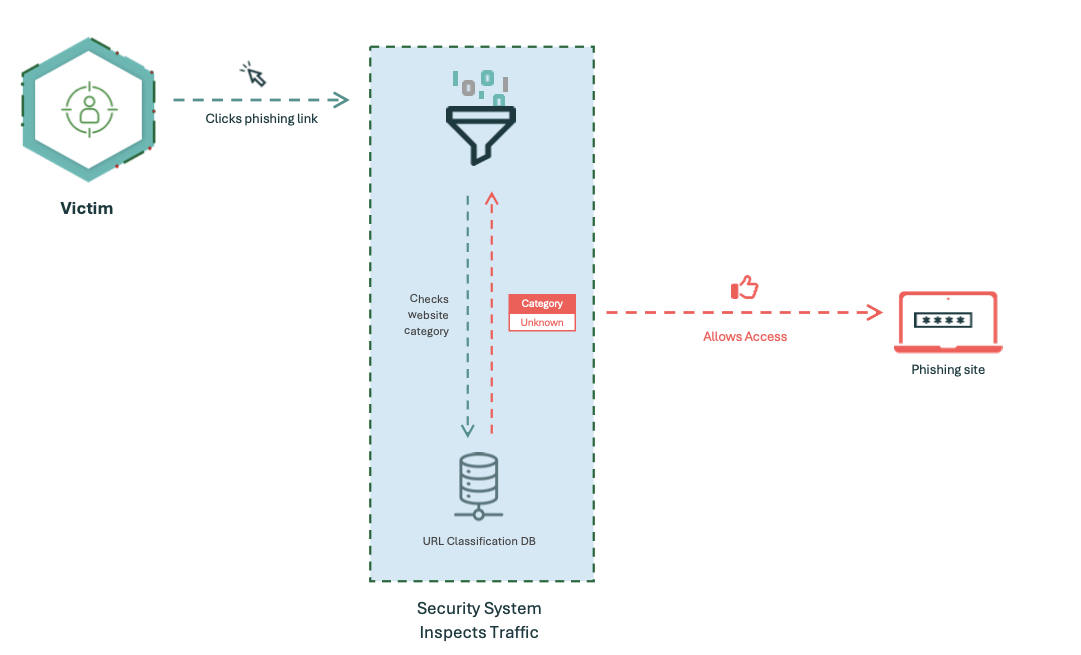 Clicks phishing link
Victim
Checks
website
category
Category
Unknown
Allows Access
****
Phishing site
URL Classification DB
Security System
Inspects Traffic